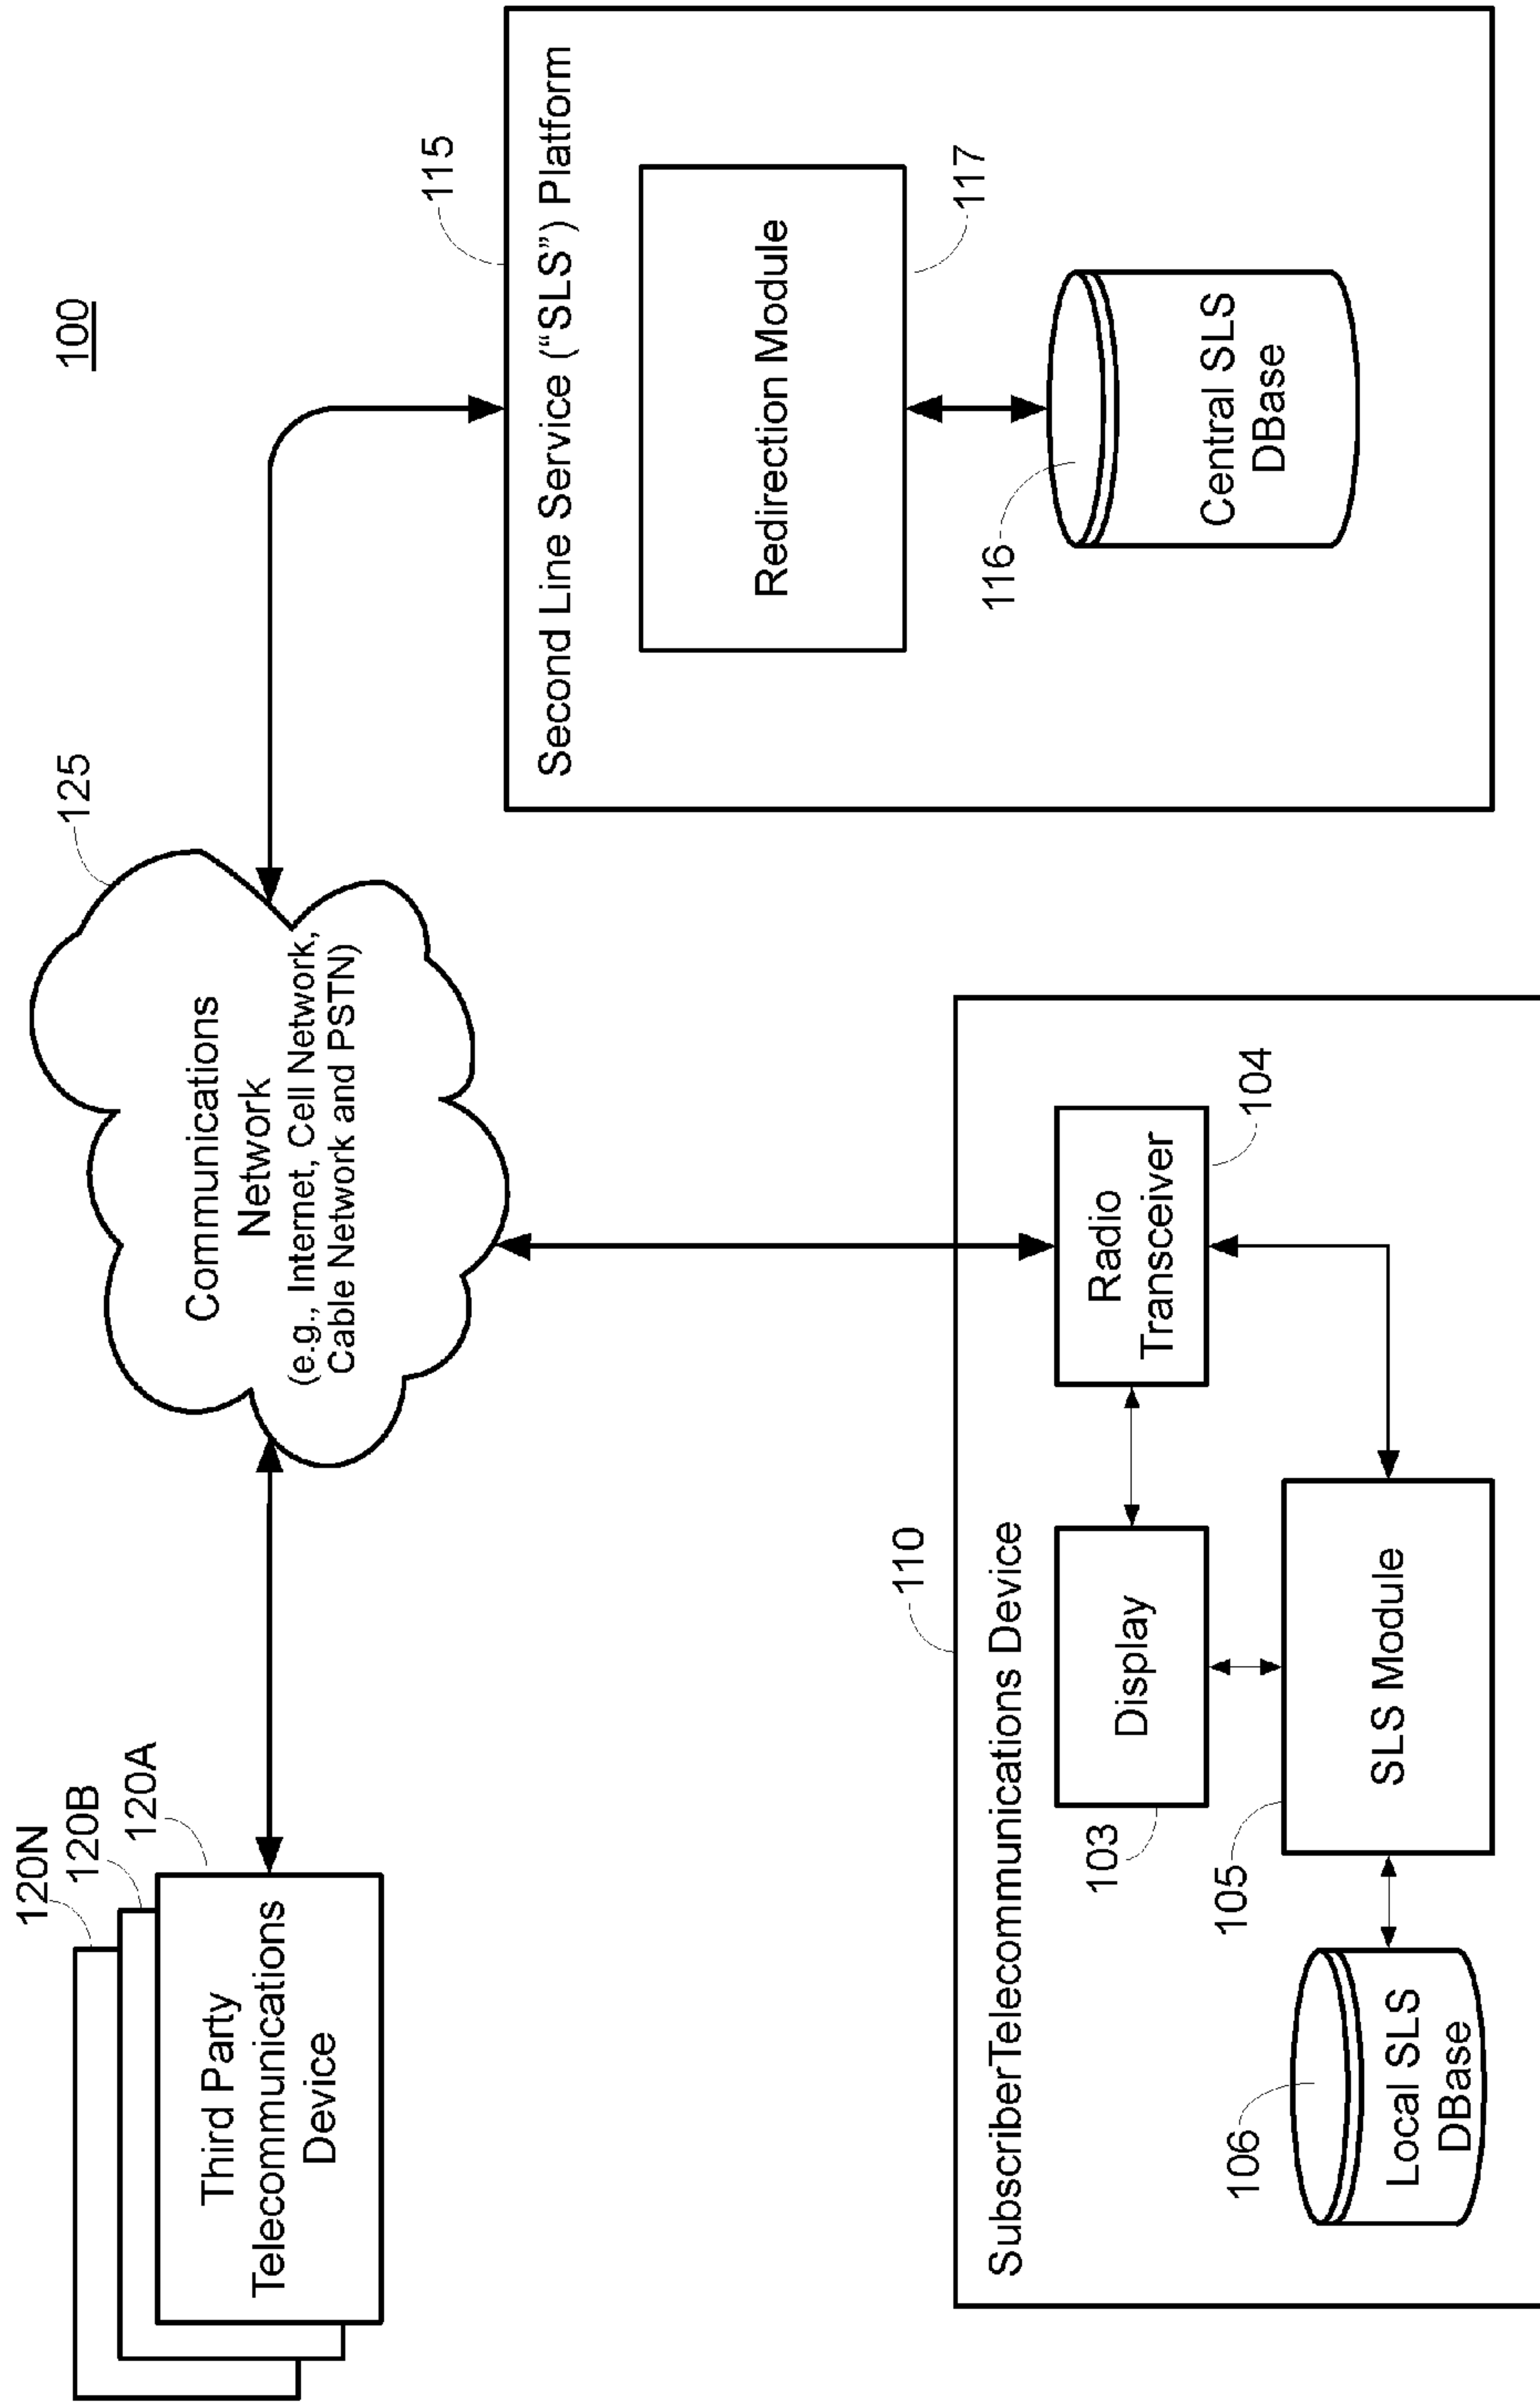 100
120N
120B
120A
Third Party
Telecommunications
Device
125
Communications
Network
(e.g., Internet, Cell Network,
Cable Network and PSTN)
115
Second Line Service (“SLS”) Platform
Redirection Module
117
116
Central SLS
DBase
110
SubscriberTelecommunications Device
103
Display
Radio
Transceiver
104
105
SLS Module
106
Local SLS
DBase